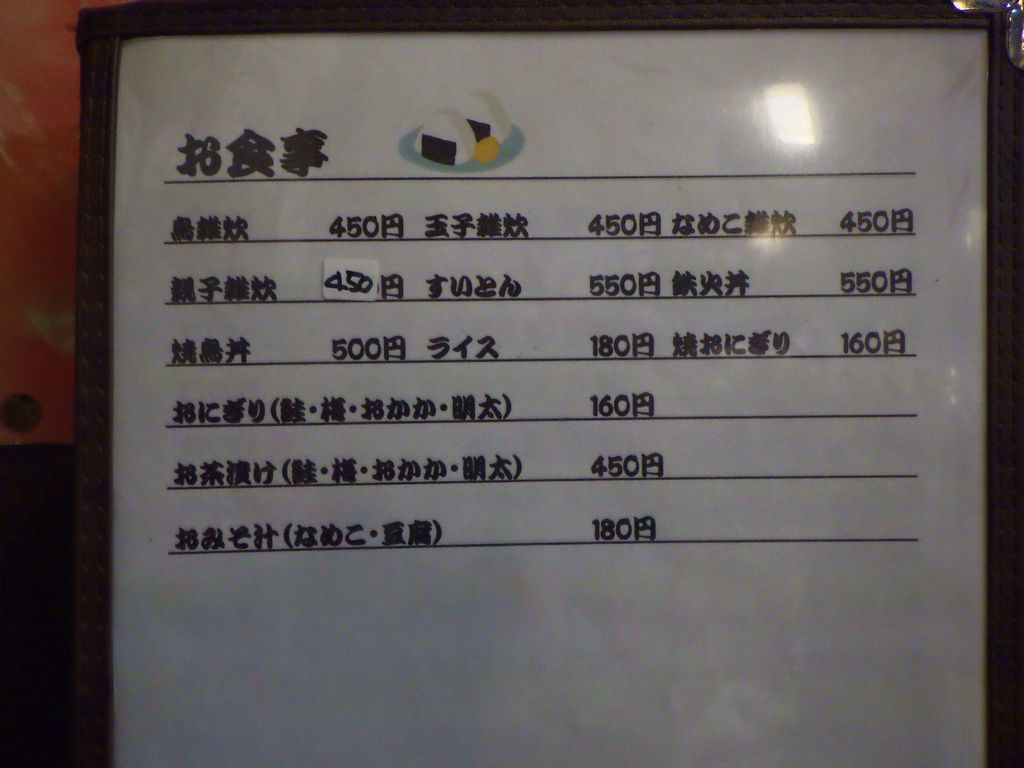 お食事
鳥雑炊 450円 玉子雑炊 450円 なめこ雑炊 450円
親子雑炊 450円 すいとん 550円 鉄火丼 550円
焼鳥丼 500円 ライス 180円 焼おにぎり 160円
おにぎり(鮭・梅・おかか・明太) 160円
お茶漬け(鮭・梅・おかか・明太) 450円
おみそ汁(なめこ・豆腐) 180円